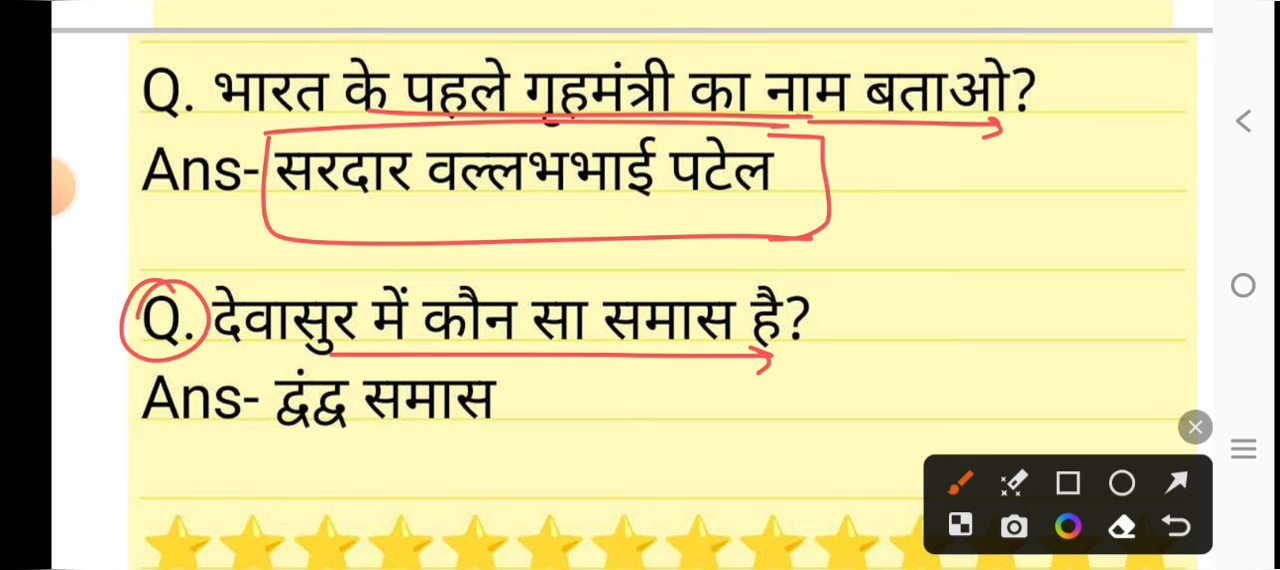 Q. भारत के पहले गृहमंत्री का नाम बताओ?
Ans- सरदार वल्लभभाई पटेल
Q. देवासुर में कौन सा समास है?
Ans- द्वंद्व समास